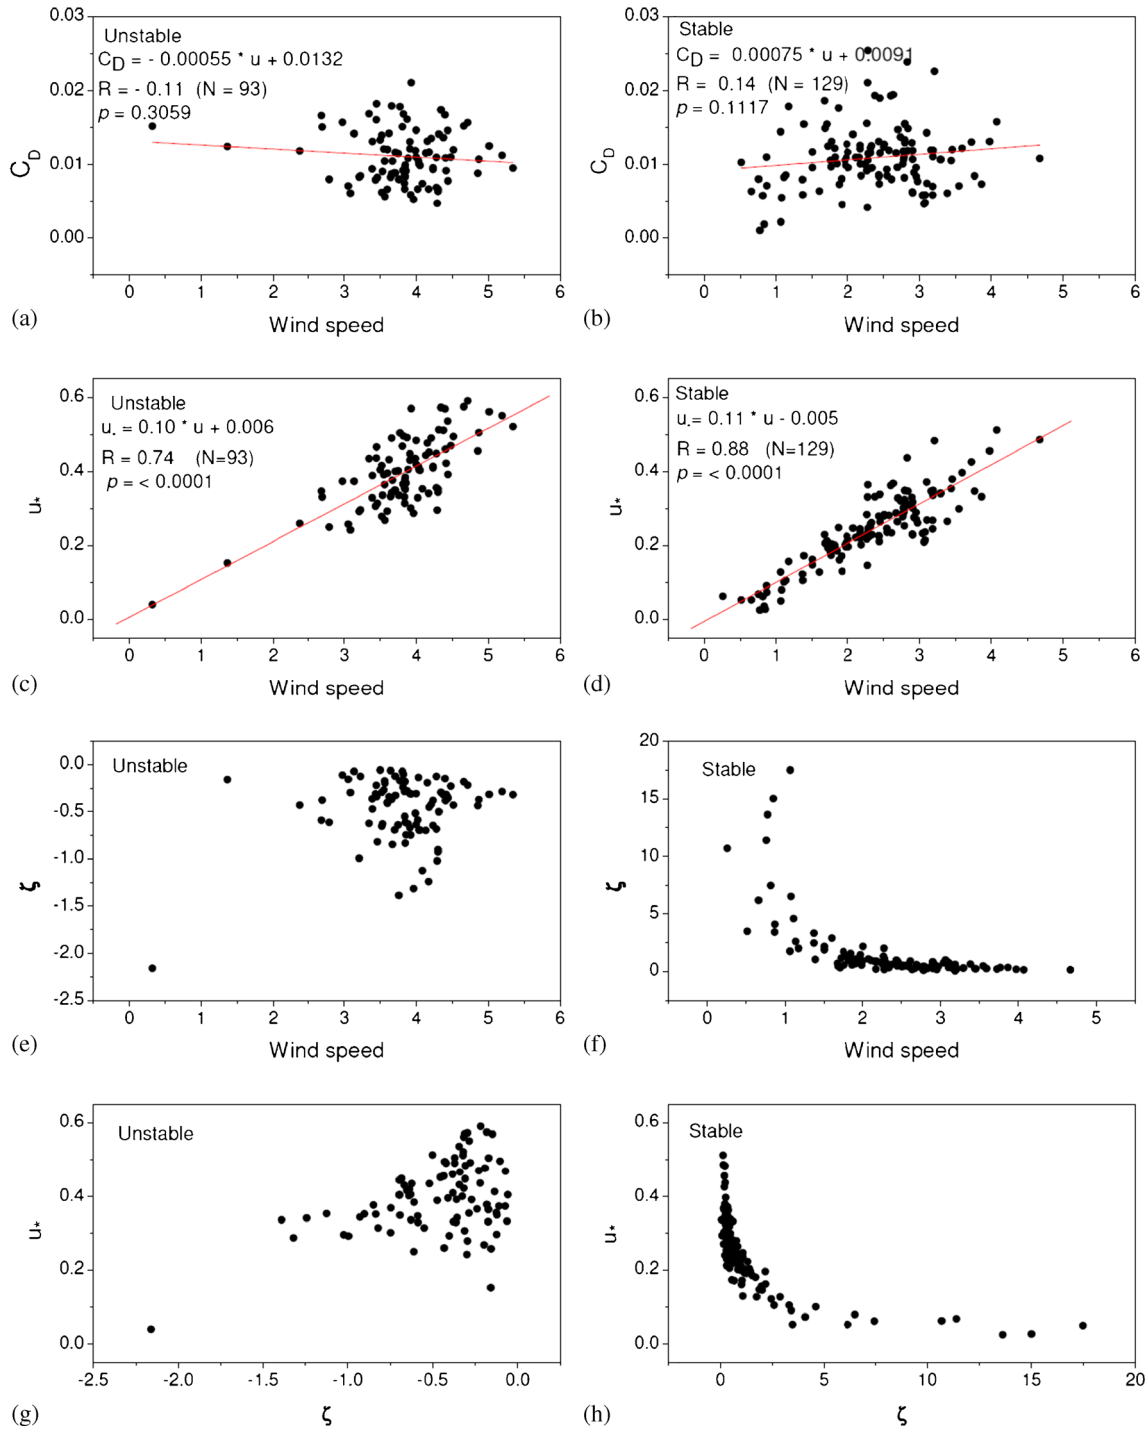 0.03
0.02
0.01
0.00
C_D
Unstable
C_D = - 0.00055 * u + 0.0132
R = - 0.11 (N = 93)
p = 0.3059
0 1 2 3 4 5 6
Wind speed
(a)
0.03
0.02
0.01
0.00
C_D
Stable
C_D = 0.00075 * u + 0.0091
R = 0.14 (N = 129)
p = 0.1117
0 1 2 3 4 5 6
Wind speed
(b)
0.6
0.4
0.2
0.0
u*
Unstable
u* = 0.10 * u + 0.006
R = 0.74 (N=93)
p = < 0.0001
0 1 2 3 4 5 6
Wind speed
(c)
0.6
0.4
0.2
0.0
u*
Stable
u* = 0.11 * u - 0.005
R = 0.88 (N=129)
p = < 0.0001
0 1 2 3 4 5 6
Wind speed
(d)
0.0
-0.5
-1.0
-1.5
-2.0
-2.5
ζ
Unstable
0 1 2 3 4 5 6
Wind speed
(e)
20
15
10
5
0
ζ
Stable
0 1 2 3 4 5
Wind speed
(f)
0.6
0.4
0.2
0.0
u*
Unstable
-2.5 -2.0 -1.5 -1.0 -0.5 0.0
ζ
(g)
0.6
0.4
0.2
0.0
u*
Stable
0 5 10 15 20
ζ
(h)